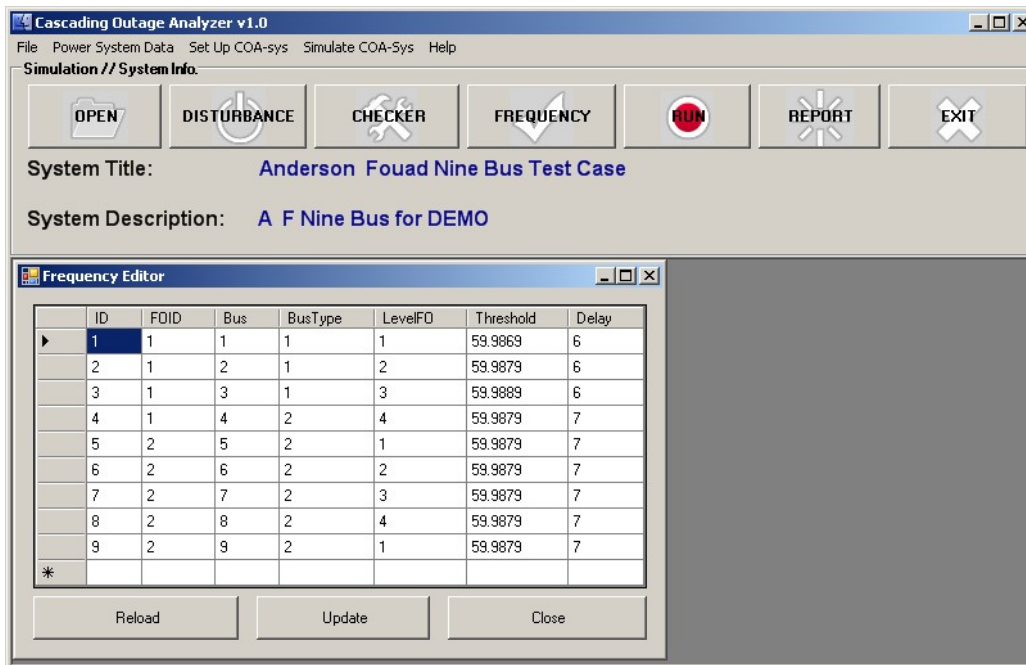 Cascading Outage Analyzer v1.0
File Power System Data Set Up COA-sys Simulate COA-Sys Help
Simulation // System Info.
OPEN DISTURBANCE CHECKER FREQUENCY RUN REPORT EXIT
System Title: Anderson Fouad Nine Bus Test Case
System Description: A F Nine Bus for DEMO
Frequency Editor
ID FOID Bus BusType LevelFO Threshold Delay
1 1 1 1 1 59.9869 6
2 1 2 1 2 59.9879 6
3 1 3 1 3 59.9889 6
4 1 4 2 4 59.9879 7
5 2 5 2 1 59.9879 7
6 2 6 2 2 59.9879 7
7 2 7 2 3 59.9879 7
8 2 8 2 4 59.9879 7
9 2 9 2 1 59.9879 7
Reload Update Close